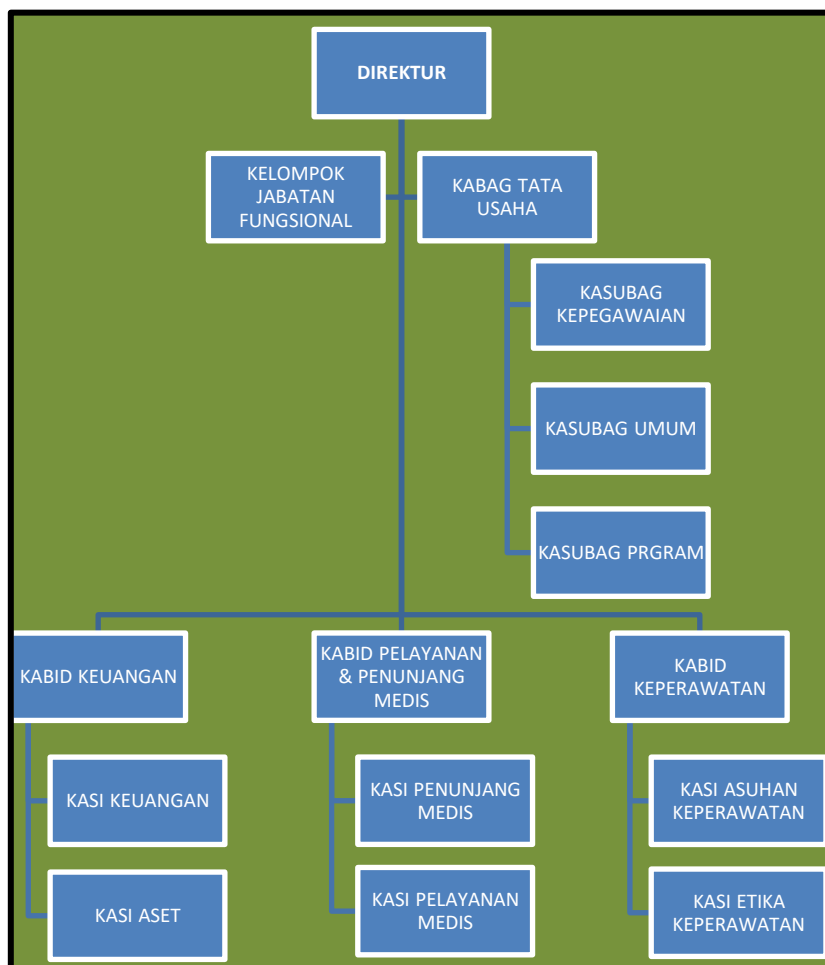 DIREKTUR
KELOMPOK
JABATAN
FUNGSIONAL
KABAG TATA
USAHA
KASUBAG
KEPEGAWAIAN
KASUBAG UMUM
KASUBAG PRGRAM
KABID KEUANGAN
KABID PELAYANAN
& PENUNJANG
MEDIS
KABID
KEPERAWATAN
KASI KEUANGAN
KASI PENUNJANG
MEDIS
KASI ASUHAN
KEPERAWATAN
KASI ASET
KASI PELAYANAN
MEDIS
KASI ETIKA
KEPERAWATAN